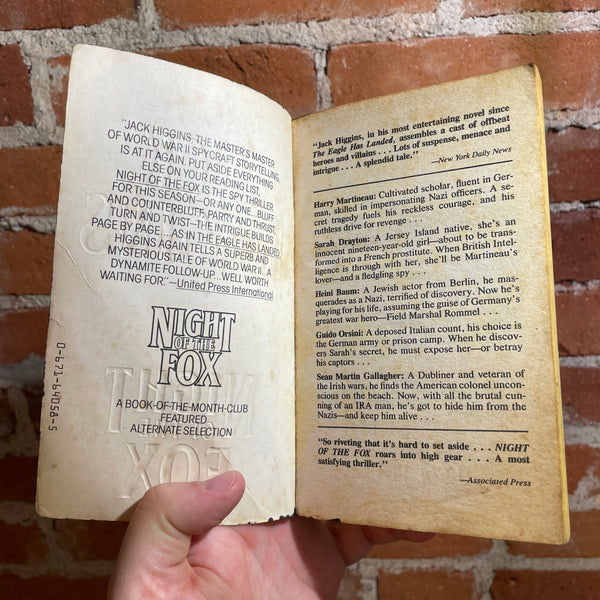 "JACK HIGGINS, THE MASTER'S MASTER
OF WORLD WAR II SPYCRAFT STORYTELLING
IS AT IT AGAIN. PUT ASIDE EVERYTHING
ELSE ON YOUR READING LIST.
NIGHT OF THE FOX IS THE SPY THRILLER
FOR THIS SEASON—OR ANY ONE...BLUFF
AND COUNTERBLUFF, PARRY AND THRUST,
TURN AND TWIST—THE INTRIGUE BUILDS
PAGE BY PAGE...AS IN THE EAGLE HAS LANDED,
HIGGINS AGAIN TELLS A SUPERB AND
MYSTERIOUS TALE OF WORLD WAR II...A
DYNAMITE FOLLOW-UP...WELL WORTH
WAITING FOR."—United Press International
NIGHT
OF THE
FOX
A BOOK-OF-THE-MONTH-CLUB
FEATURED
ALTERNATE SELECTION
0-671-64058-5
"Jack Higgins, in his most entertaining novel since
The Eagle Has Landed, assembles a cast of offbeat
heroes and villains . . . Lots of suspense, menace and
intrigue . . . A splendid tale."
—New York Daily News
Harry Martineau: Cultivated scholar, fluent in Ger-
man, skilled in impersonating Nazi officers. A se-
cret tragedy fuels his reckless courage, and his
ruthless drive for revenge . . .
Sarah Drayton: A Jersey Island native, she's an
innocent nineteen-year-old girl—about to be trans-
formed into a French prostitute. When British Intel-
ligence is through with her, she'll be Martineau's
lover—and a fledgling spy . . .
Heini Baum: A Jewish actor from Berlin, he mas-
querades as a Nazi, terrified of discovery. Now he's
playing for his life, assuming the guise of Germany's
greatest war hero—Field Marshal Rommel . . .
Guido Orsini: A deposed Italian count, his choice is
the German army or prison camp. When he discov-
ers Sarah's secret, he must expose her—or betray
his captors . . .
Sean Martin Gallagher: A Dubliner and veteran of
the Irish wars, he finds the American colonel uncon-
scious on the beach. Now, with all the brutal cun-
ning of an IRA man, he's got to hide him from the
Nazis—and keep him alive . . .
"So riveting that it's hard to set aside . . . NIGHT
OF THE FOX roars into high gear . . . A most
satisfying thriller."
—Associated Press